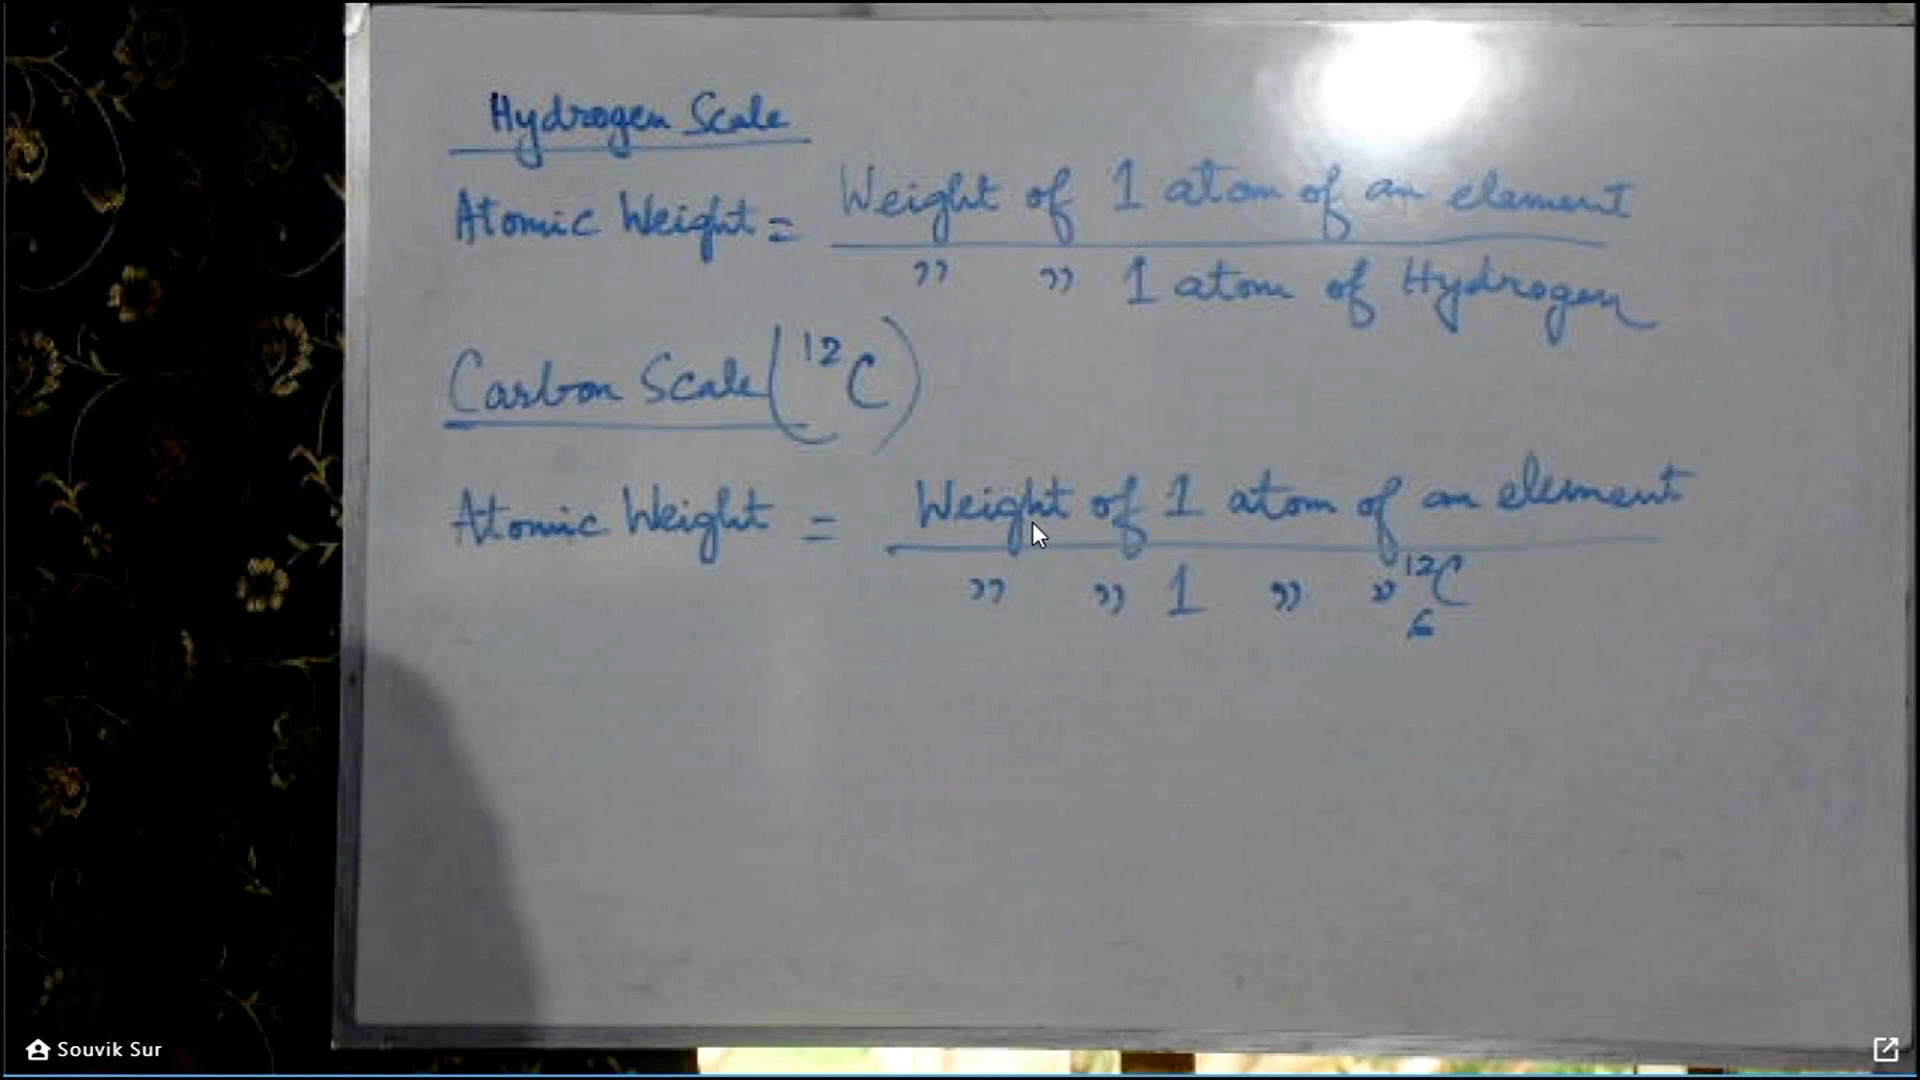 Hydrogen Scale
Atomic Weight = Weight of 1 atom of an element
" " 1 atom of Hydrogen
Carbon Scale (¹²C)
Atomic Weight = Weight of 1 atom of an element
" " 1 " " ¹²₆C
Souvik Sur